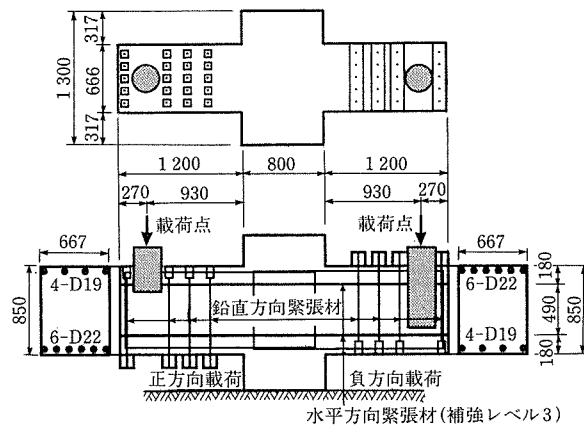 317
1 300
666
317
1 200
800
1 200
270
930
930
270
載荷点
載荷点
667
667
4-D19
6-D22
850
6-D22
4-D19
180
490
180
850
鉛直方向緊張材
正方向載荷
負方向載荷
水平方向緊張材(補強レベル3)